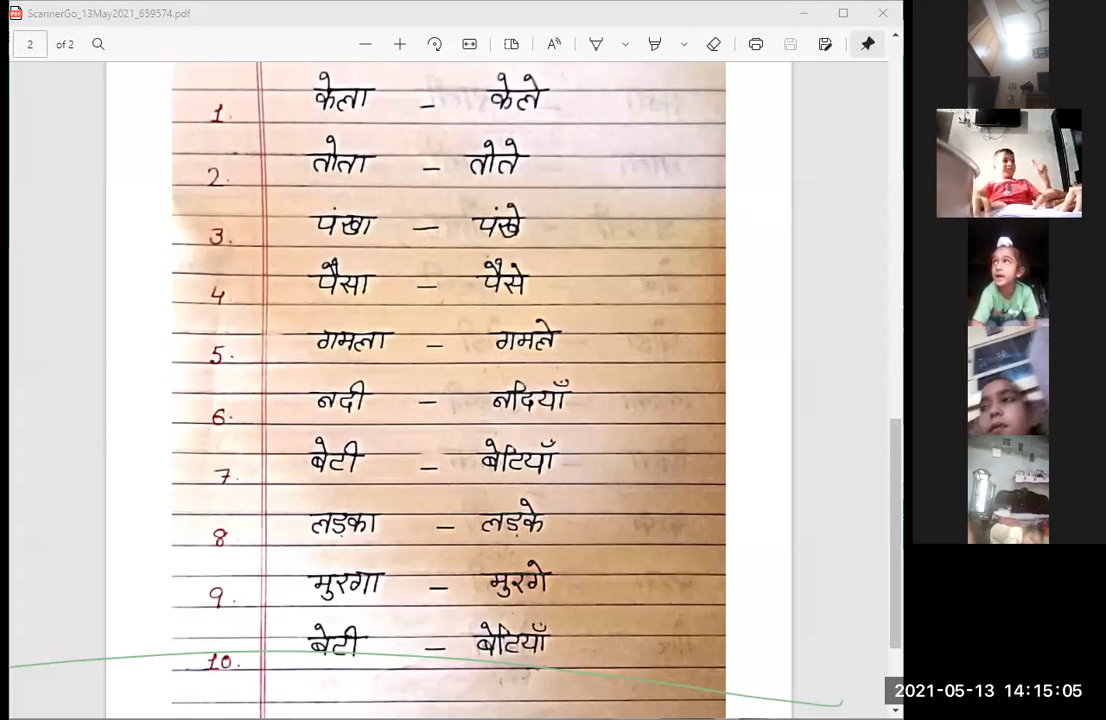 ScannerGo_13May2021_659574.pdf
2 of 2
1. केला - केले
2. तोता - तोते
3. पंखा - पंखे
4 पैसा - पैसे
5. गमला - गमले
6. नदी - नदियाँ
7. बेटी - बेटियाँ
8 लड़का - लड़के
9. मुरगा - मुरगे
10. बेटी - बेटियाँ
2021-05-13 14:15:05